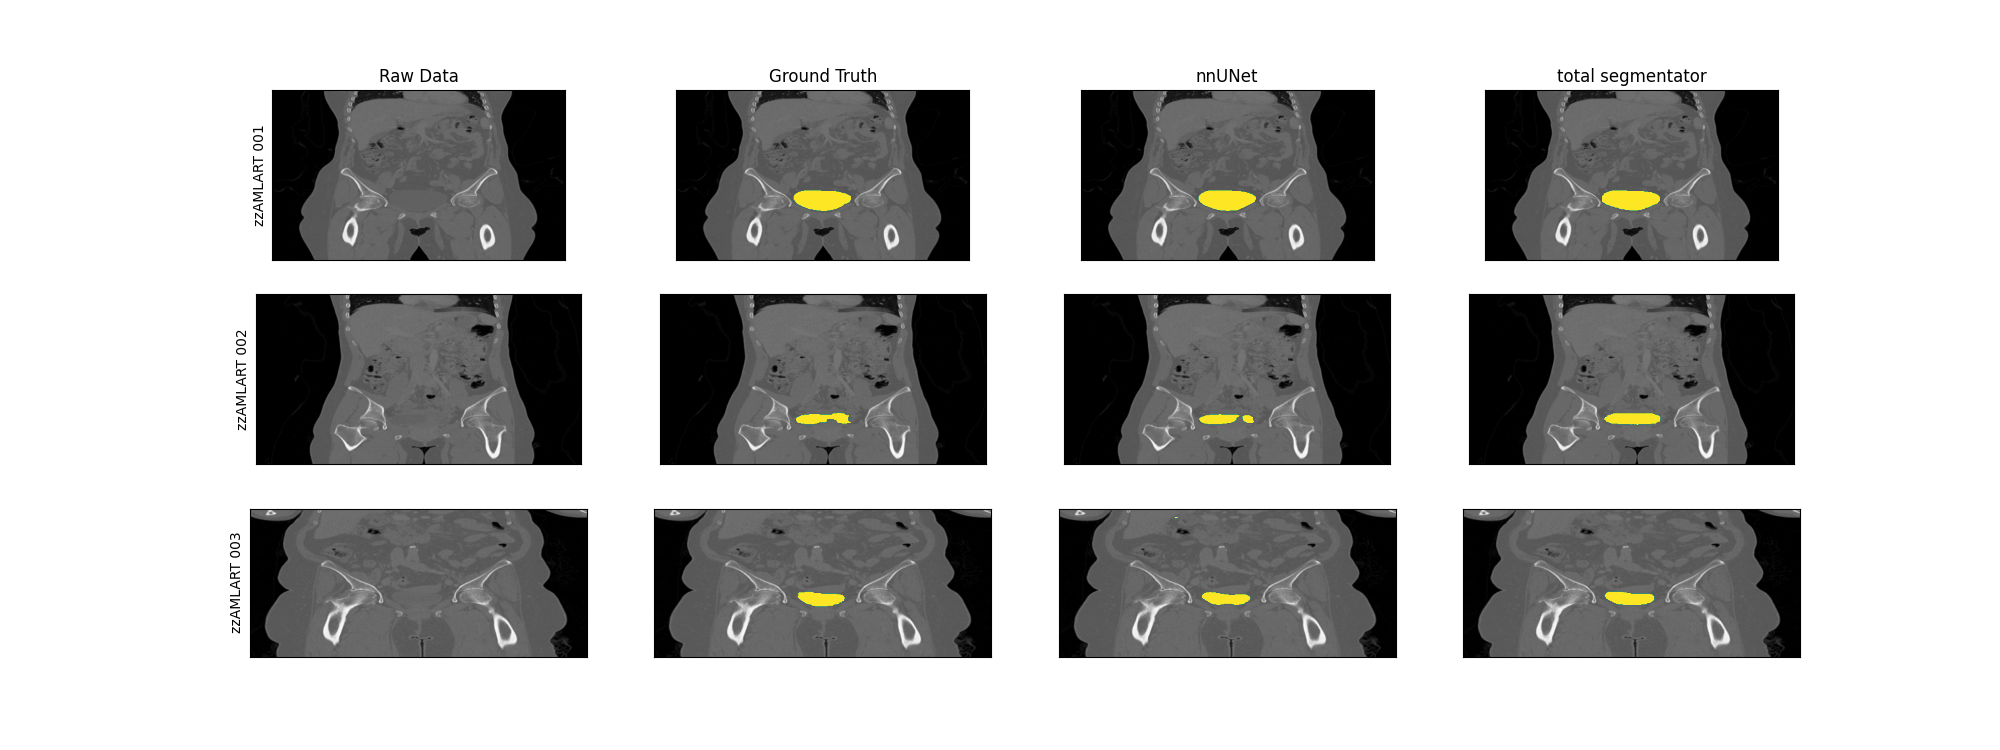 Raw Data
Ground Truth
nnUNet
total segmentator
zzAMLART 001
zzAMLART 002
zzAMLART 003